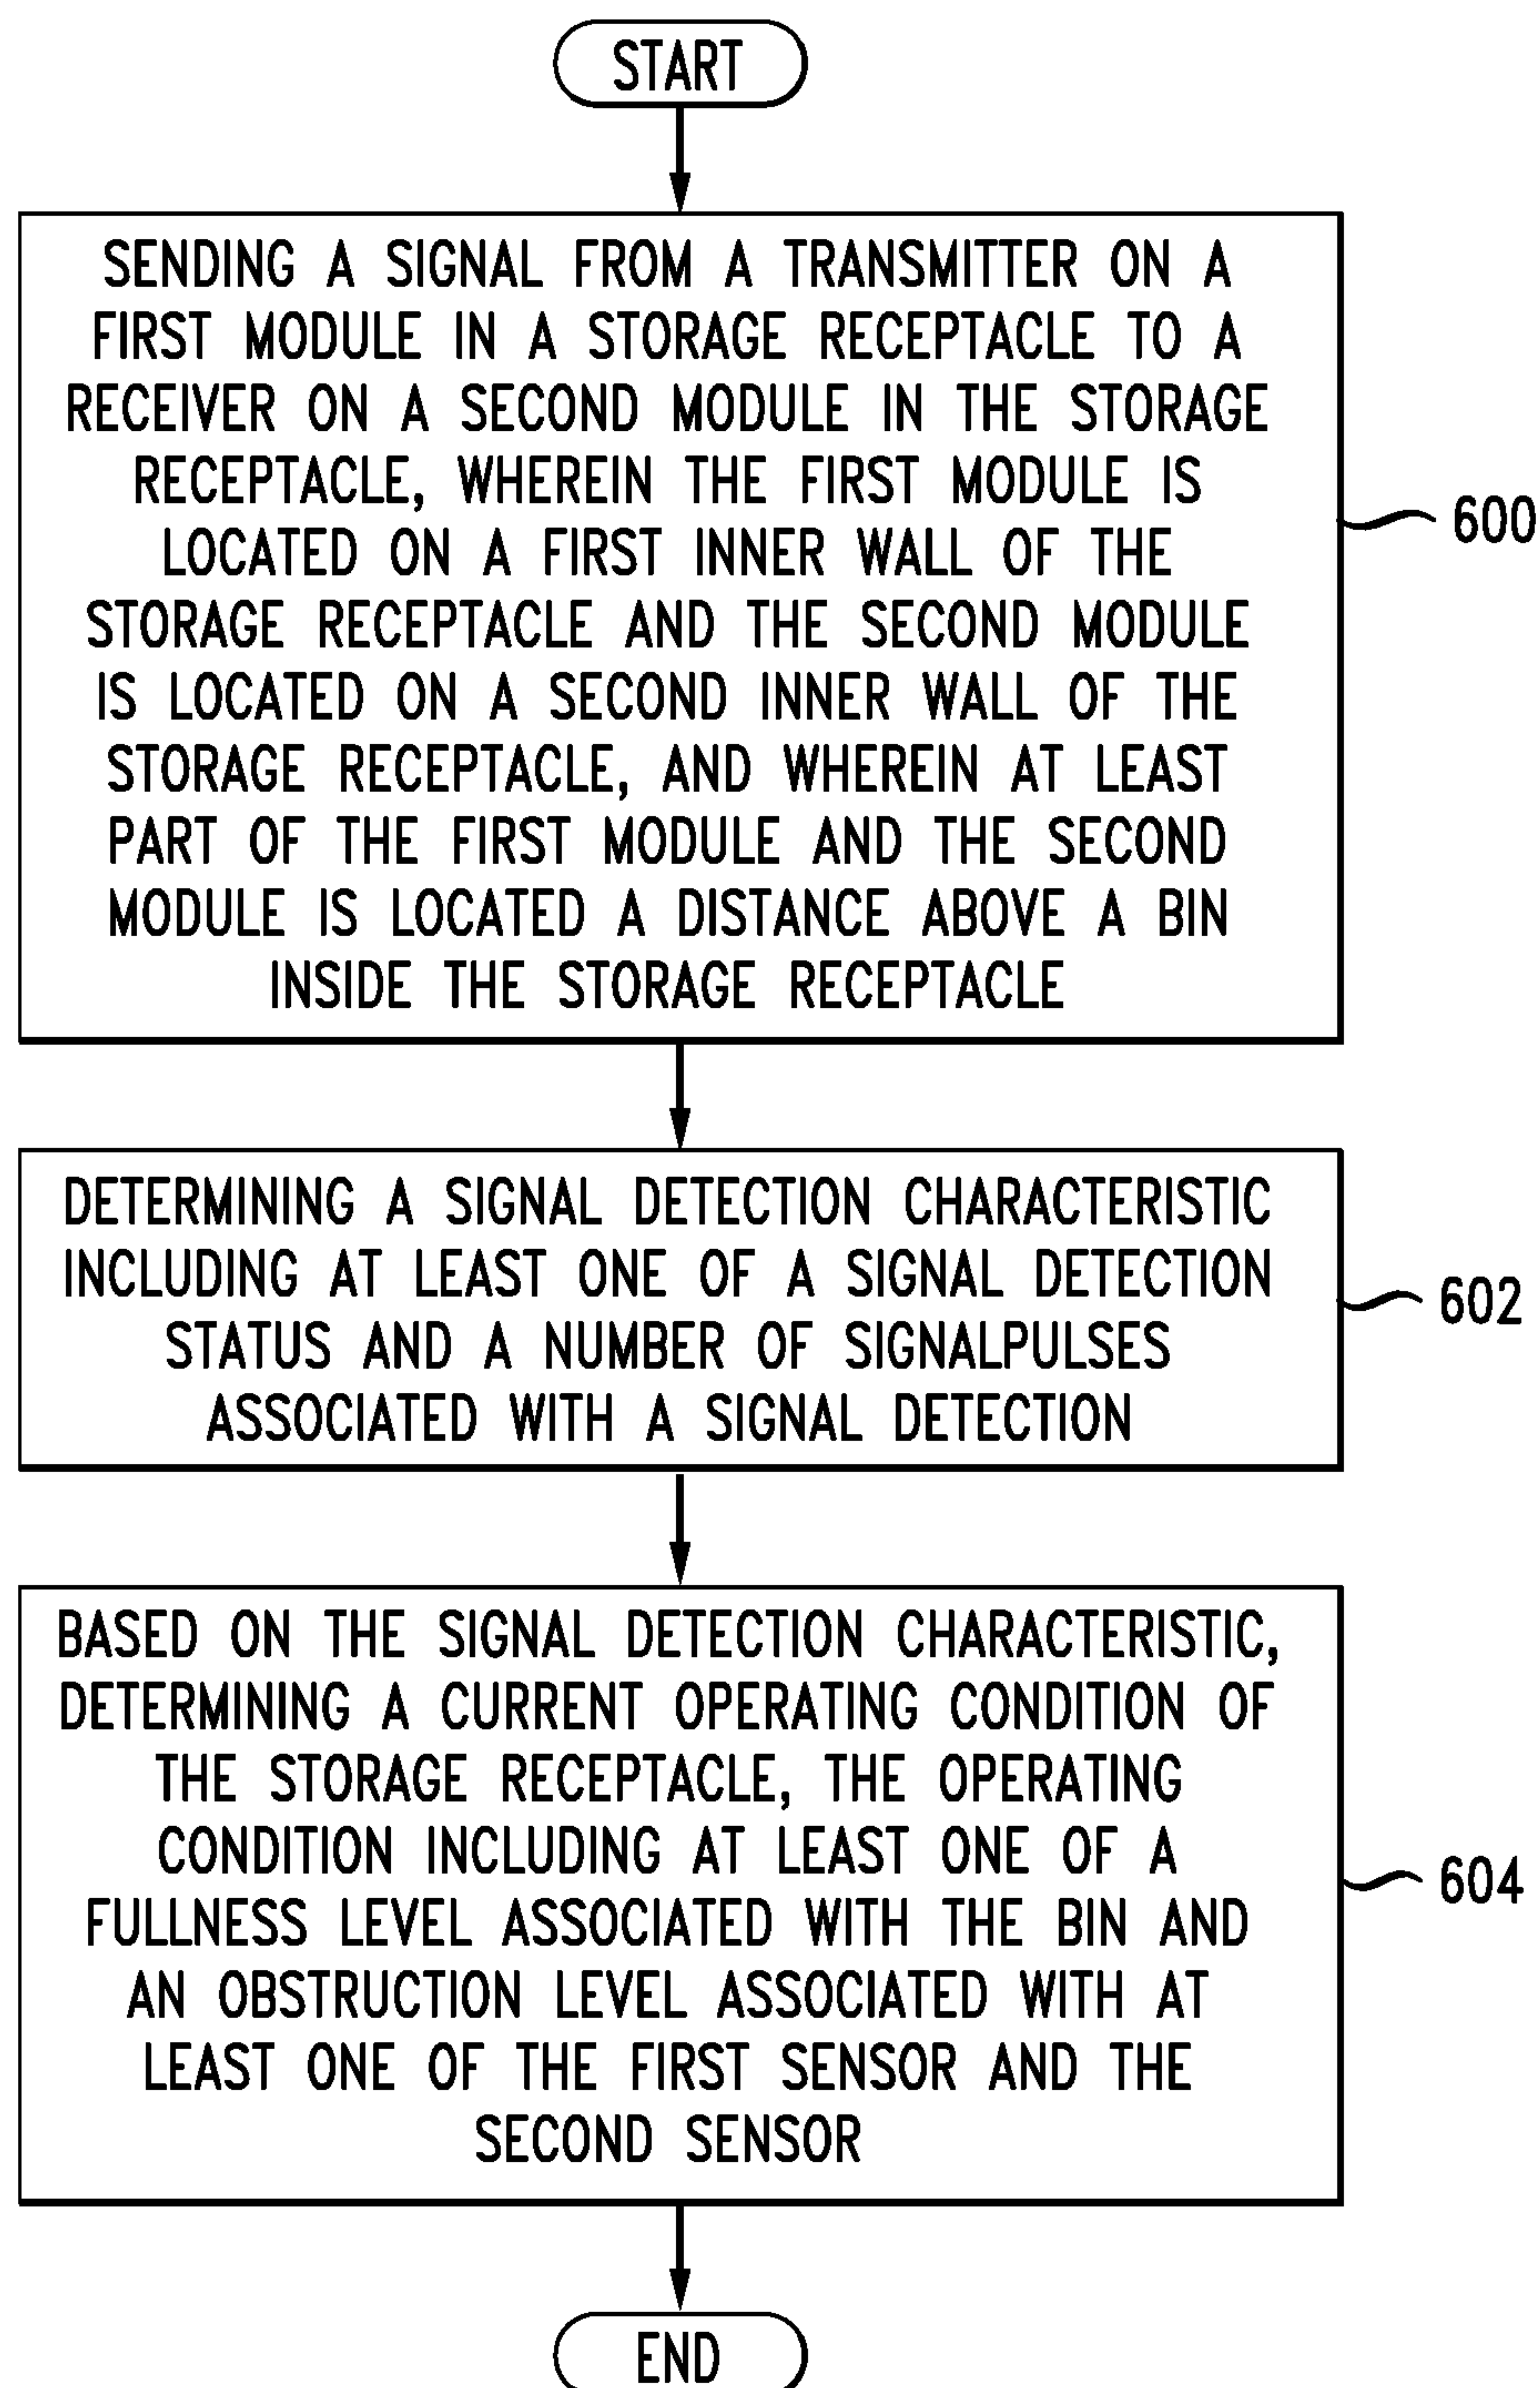 START
SENDING A SIGNAL FROM A TRANSMITTER ON A
FIRST MODULE IN A STORAGE RECEPTACLE TO A
RECEIVER ON A SECOND MODULE IN THE STORAGE
RECEPTACLE, WHEREIN THE FIRST MODULE IS
LOCATED ON A FIRST INNER WALL OF THE
STORAGE RECEPTACLE AND THE SECOND MODULE
IS LOCATED ON A SECOND INNER WALL OF THE
STORAGE RECEPTACLE, AND WHEREIN AT LEAST
PART OF THE FIRST MODULE AND THE SECOND
MODULE IS LOCATED A DISTANCE ABOVE A BIN
INSIDE THE STORAGE RECEPTACLE
600
DETERMINING A SIGNAL DETECTION CHARACTERISTIC
INCLUDING AT LEAST ONE OF A SIGNAL DETECTION
STATUS AND A NUMBER OF SIGNALPULSES
ASSOCIATED WITH A SIGNAL DETECTION
602
BASED ON THE SIGNAL DETECTION CHARACTERISTIC,
DETERMINING A CURRENT OPERATING CONDITION OF
THE STORAGE RECEPTACLE, THE OPERATING
CONDITION INCLUDING AT LEAST ONE OF A
FULLNESS LEVEL ASSOCIATED WITH THE BIN AND
AN OBSTRUCTION LEVEL ASSOCIATED WITH AT
LEAST ONE OF THE FIRST SENSOR AND THE
SECOND SENSOR
604
END